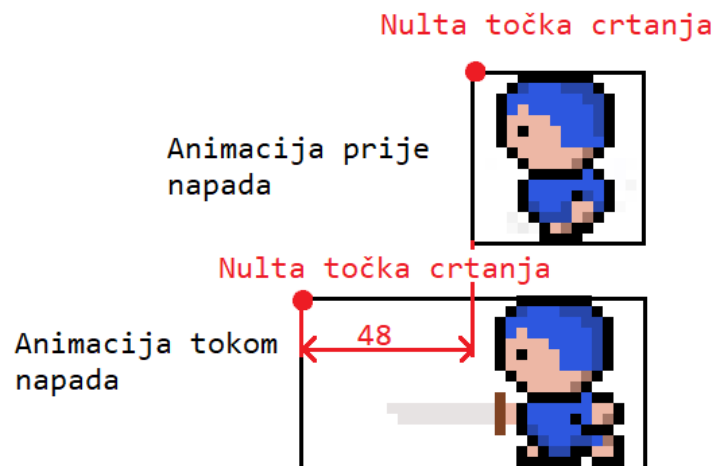 Nulta točka crtanja
Animacija prije
napada
Nulta točka crtanja
48
Animacija tokom
napada